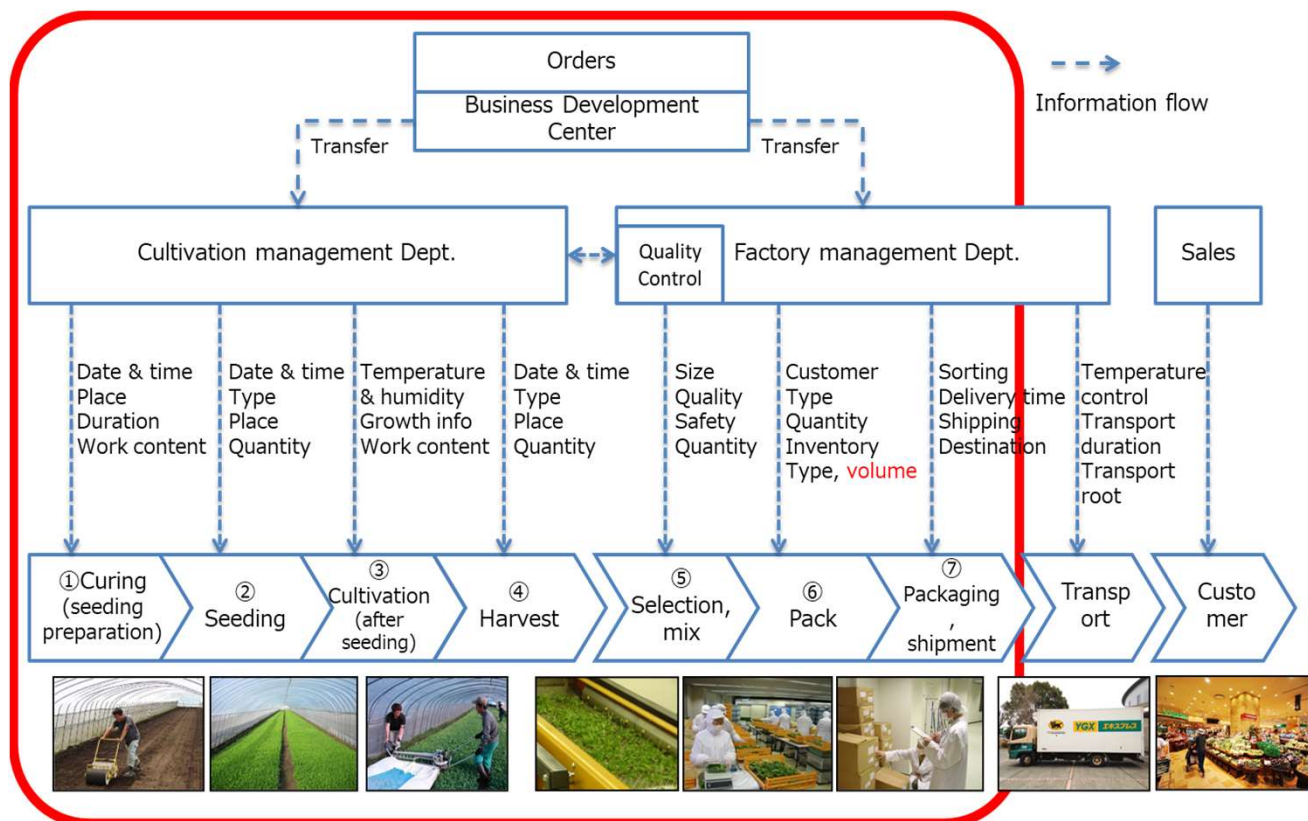 Orders
Business Development
Center
Information flow
Transfer
Transfer
Cultivation management Dept.
Quality
Control
Factory management Dept.
Sales
Date & time
Place
Duration
Work content
Date & time
Type
Place
Quantity
Temperature
& humidity
Growth info
Work content
Date & time
Type
Place
Quantity
Size
Quality
Safety
Quantity
Customer
Type
Quantity
Inventory
Type, volume
Sorting
Delivery time
Shipping
Destination
Temperature
control
Transport
duration
Transport
root
①Curing
(seeding
preparation)
②
Seeding
③
Cultivation
(after
seeding)
④
Harvest
⑤
Selection,
mix
⑥
Pack
⑦
Packaging
,
shipment
Transp
ort
Custo
mer
YGX